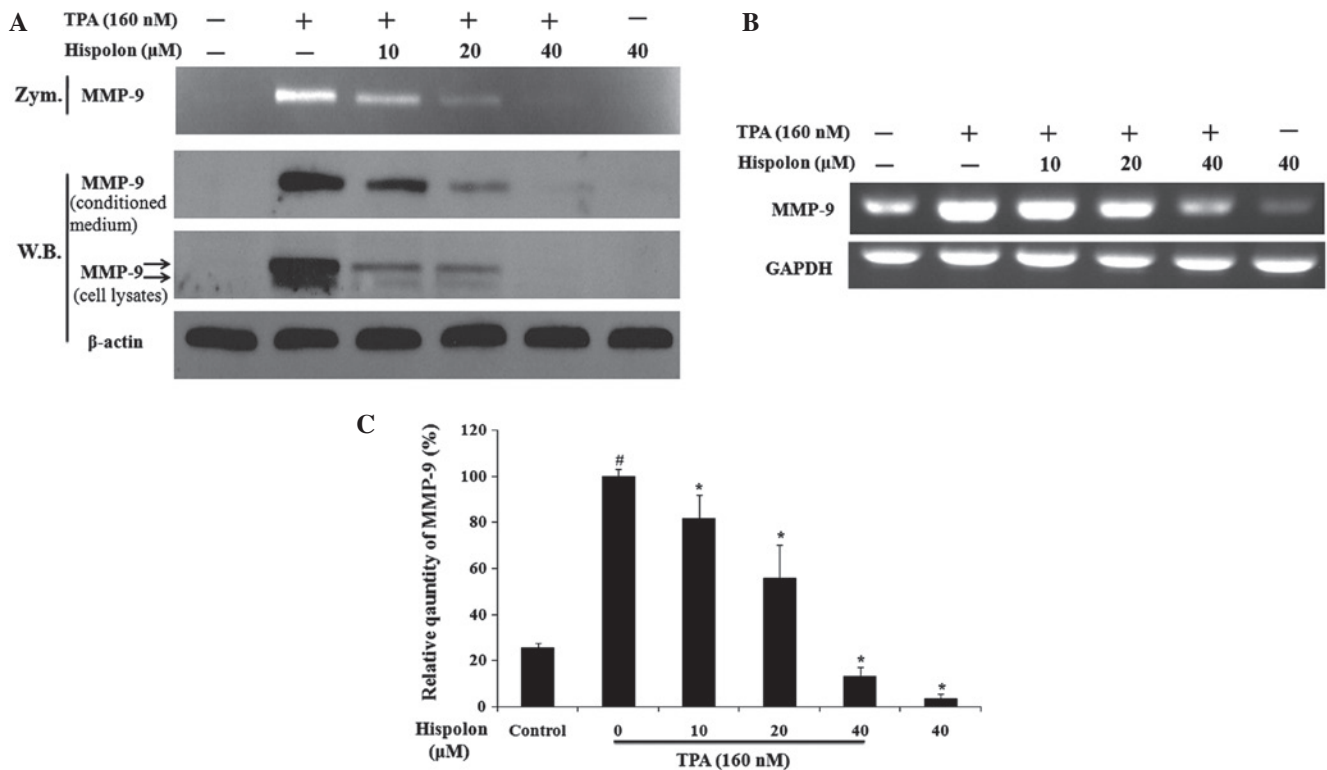 A
TPA (160 nM) – + + + + –
Hispolon (µM) – – 10 20 40 40
Zym. MMP-9
MMP-9
(conditioned
medium)
W.B.
MMP-9
(cell lysates)
β-actin
B
TPA (160 nM) – + + + + –
Hispolon (µM) – – 10 20 40 40
MMP-9
GAPDH
C
Relative qauntity of MMP-9 (%)
120
100
80
60
40
20
0
#
*
*
*
*
Hispolon Control 0 10 20 40 40
(µM)
TPA (160 nM)